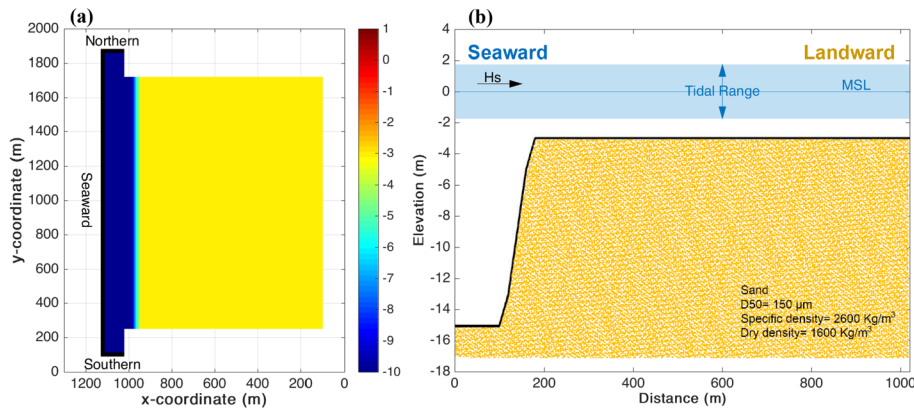 (a)
2000
1800
1600
1400
1200
1000
800
600
400
200
0
y-coordinate (m)
Northern
Seaward
Southern
1200 1000 800 600 400 200 0
x-coordinate (m)
1
0
-1
-2
-3
-4
-5
-6
-7
-8
-9
-10
(b)
4
2
0
-2
-4
-6
-8
-10
-12
-14
-16
-18
Elevation (m)
Seaward Landward
Hs
Tidal Range
MSL
Sand
D50= 150 μm
Specific density= 2600 Kg/m³
Dry density= 1600 Kg/m³
0 200 400 600 800 1000
Distance (m)